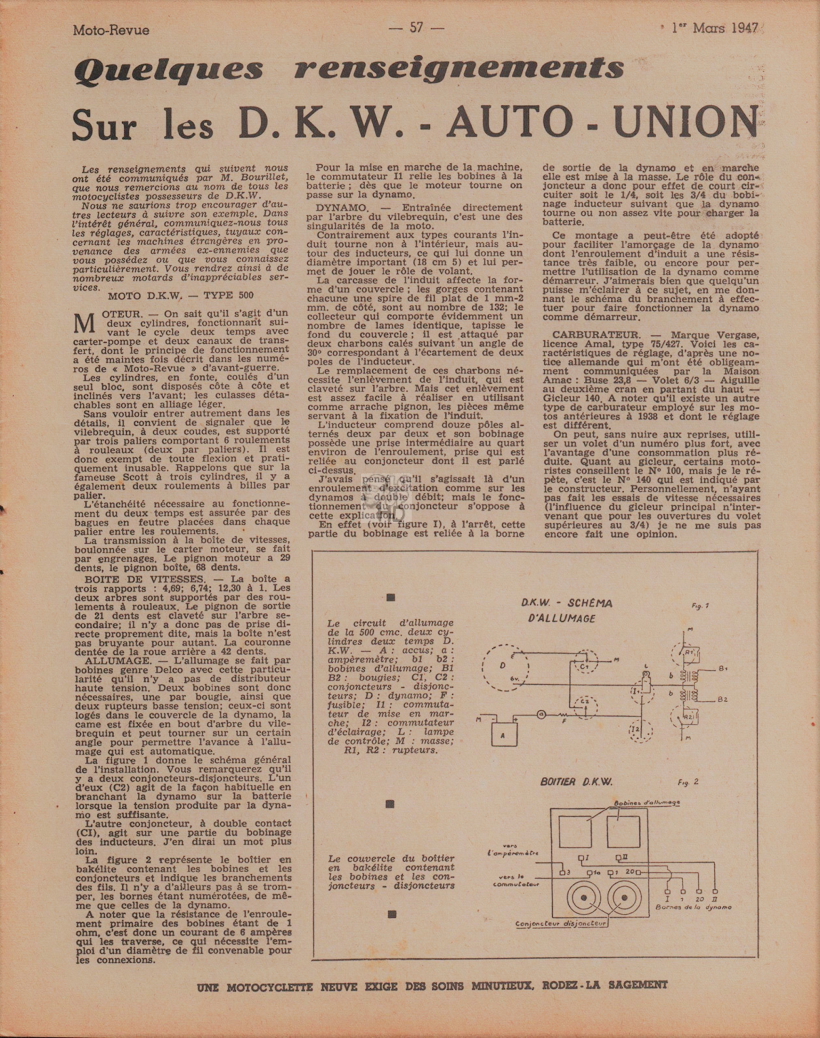 Moto-Revue
— 57 —
1er Mars 1947
Quelques renseignements
Sur les D. K. W. - AUTO - UNION
Les renseignements qui suivent nous
ont été communiqués par M. Bourillet,
que nous remercions au nom de tous les
motocyclistes possesseurs de D.K.W.
Nous ne saurions trop encourager d'au-
tres lecteurs à suivre son exemple. Dans
l'intérêt général, communiquez-nous tous
les réglages, caractéristiques, tuyaux con-
cernant les machines étrangères en pro-
venance des armées ex-ennemies que
vous possédez ou que vous connaissez
particulièrement. Vous rendrez ainsi à de
nombreux motards d'inappréciables ser-
vices.
MOTO D.K.W. — TYPE 500
MOTEUR. — On sait qu'il s'agit d'un
deux cylindres, fonctionnant sui-
vant le cycle deux temps avec
carter-pompe et deux canaux de trans-
fert, dont le principe de fonctionnement
a été maintes fois décrit dans les numé-
ros de « Moto-Revue » d'avant-guerre.
Les cylindres, en fonte, coulés d'un
seul bloc, sont disposés côte à côte et
inclinés vers l'avant; les culasses déta-
chables sont en alliage léger.
Sans vouloir entrer autrement dans les
détails, il convient de signaler que le
vilebrequin, à deux coudes, est supporté
par trois paliers comportant 6 roulements
à rouleaux (deux par paliers). Il est
donc exempt de toute flexion et prati-
quement inusable. Rappelons que sur la
fameuse Scott à trois cylindres, il y a
également deux roulements à billes par
palier.
L'étanchéité nécessaire au fonctionne-
ment du deux temps est assurée par des
bagues en feutre placées dans chaque
palier entre les roulements.
La transmission à la boîte de vitesses,
boulonnée sur le carter moteur, se fait
par engrenages. Le pignon moteur a 29
dents, le pignon boîte, 68 dents.
BOITE DE VITESSES. — La boîte a
trois rapports : 4,69; 6,74; 12,30 à 1. Les
deux arbres sont supportés par des rou-
lements à rouleaux. Le pignon de sortie
de 21 dents est claveté sur l'arbre se-
condaire; il n'y a donc pas de prise di-
recte proprement dite, mais la boîte n'est
pas bruyante pour autant. La couronne
dentée de la roue arrière a 42 dents.
ALLUMAGE. — L'allumage se fait par
bobines genre Delco avec cette particu-
larité qu'il n'y a pas de distributeur
haute tension. Deux bobines sont donc
nécessaires, une par bougie, ainsi que
deux rupteurs basse tension; ceux-ci sont
logés dans le couvercle de la dynamo, la
came est fixée en bout d'arbre du vile-
brequin et peut tourner sur un certain
angle pour permettre l'avance à l'allu-
mage qui est automatique.
La figure 1 donne le schéma général
de l'installation. Vous remarquerez qu'il
y a deux conjoncteurs-disjoncteurs. L'un
d'eux (C2) agit de la façon habituelle en
branchant la dynamo sur la batterie
lorsque la tension produite par la dyna-
mo est suffisante.
L'autre conjoncteur, à double contact
(CI), agit sur une partie du bobinage
des inducteurs. J'en dirai un mot plus
loin.
La figure 2 représente le boîtier en
bakélite contenant les bobines et les
conjoncteurs et indique les branchements
des fils. Il n'y a d'ailleurs pas à se trom-
per, les bornes étant numérotées, de mê-
me que celles de la dynamo.
A noter que la résistance de l'enroule-
ment primaire des bobines étant de 1
ohm, c'est donc un courant de 6 ampères
qui les traverse, ce qui nécessite l'em-
ploi d'un diamètre de fil convenable pour
les connexions.
Pour la mise en marche de la machine,
le commutateur I1 relie les bobines à la
batterie; dès que le moteur tourne on
passe sur la dynamo.
DYNAMO. — Entraînée directement
par l'arbre du vilebrequin, c'est une des
singularités de la moto.
Contrairement aux types courants l'in-
duit tourne non à l'intérieur, mais au-
tour des inducteurs, ce qui lui donne un
diamètre important (18 cm 5) et lui per-
met de jouer le rôle de volant.
La carcasse de l'induit affecte la for-
me d'un couvercle; les gorges contenant
chacune une spire de fil plat de 1 mm-2
mm. de côté, sont au nombre de 132; le
collecteur qui comporte évidemment un
nombre de lames identique, tapisse le
fond du couvercle; il est attaqué par
deux charbons calés suivant un angle de
30° correspondant à l'écartement de deux
poles de l'inducteur.
Le remplacement de ces charbons né-
cessite l'enlèvement de l'induit, qui est
claveté sur l'arbre. Mais cet enlèvement
est assez facile à réaliser en utilisant
comme arrache pignon, les pièces même
servant à la fixation de l'induit.
L'inducteur comprend douze pôles al-
ternés deux par deux et son bobinage
possède une prise intermédiaire au quart
environ de l'enroulement, prise qui est
reliée au conjoncteur dont il est parlé
ci-dessus.
J'avais pensé qu'il s'agissait là d'un
enroulement d'excitation comme sur les
dynamos à double débit; mais le fonc-
tionnement du conjoncteur s'oppose à
cette explication.
En effet (voir figure I), à l'arrêt, cette
partie du bobinage est reliée à la borne
de sortie de la dynamo et en marche
elle est mise à la masse. Le rôle du con-
joncteur a donc pour effet de court cir-
cuiter soit le 1/4, soit les 3/4 du bobi-
nage inducteur suivant que la dynamo
tourne ou non assez vite pour charger la
batterie.
Ce montage a peut-être été adopté
pour faciliter l'amorçage de la dynamo
dont l'enroulement d'induit a une résis-
tance très faible, ou encore pour per-
mettre l'utilisation de la dynamo comme
démarreur. J'aimerais bien que quelqu'un
puisse m'éclairer à ce sujet, en me don-
nant le schéma du branchement à effec-
tuer pour faire fonctionner la dynamo
comme démarreur.
CARBURATEUR. — Marque Vergase,
licence Amal, type 75/427. Voici les ca-
ractéristiques de réglage, d'après une no-
tice allemande qui m'ont été obligeam-
ment communiquées par la Maison
Amac : Buse 23,8 — Volet 6/3 — Aiguille
au deuxième cran en partant du haut —
Gicleur 140. A noter qu'il existe un autre
type de carburateur employé sur les mo-
tos antérieures à 1938 et dont le réglage
est différent.
On peut, sans nuire aux reprises, utili-
ser un volet d'un numéro plus fort, avec
l'avantage d'une consommation plus ré-
duite. Quant au gicleur, certains moto-
ristes conseillent le N° 100, mais je le ré-
pète, c'est le N° 140 qui est indiqué par
le constructeur. Personnellement, n'ayant
pas fait les essais de vitesse nécessaires
(l'influence du gicleur principal n'inter-
venant que pour les ouvertures du volet
supérieures au 3/4) je ne me suis pas
encore fait une opinion.
Le circuit d'allumage
de la 500 cmc. deux cy-
lindres deux temps D.
K. W. — A : accus; a :
ampèremètre; b1 b2 :
bobines d'allumage; B1
B2 : bougies; C1, C2 :
conjoncteurs - disjonc-
teurs; D : dynamo; F :
fusible; I1 : commuta-
teur de mise en mar-
che; I2 : commutateur
d'éclairage; L : lampe
de contrôle; M : masse;
R1, R2 : rupteurs.
D.K.W. - SCHÉMA
D'ALLUMAGE
Fig. 1
M
D
C1
M
L
I1
R1
b
b
B1
B2
R2
M
C2
M
a
F
A
I2
BOITIER D.K.W.
Fig. 2
Bobines d'allumage
vers
l'ampèremètre
vers le
commutateur
I
II
3
1a
1
20
I 1 20 II
Bornes de la dynamo
Conjoncteur disjoncteur
Le couvercle du boîtier
en bakélite contenant
les bobines et les con-
joncteurs - disjoncteurs
UNE MOTOCYCLETTE NEUVE EXIGE DES SOINS MINUTIEUX, RODEZ-LA SAGEMENT